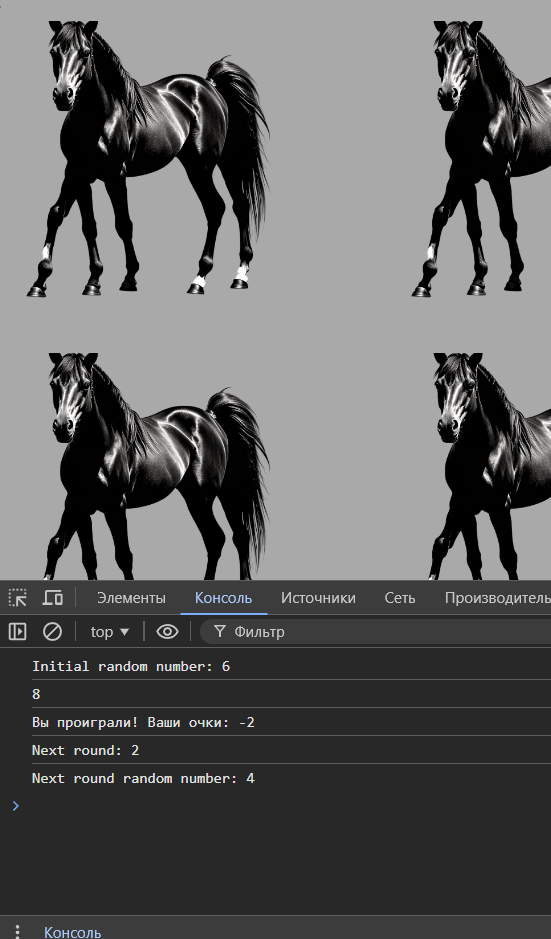 Элементы Консоль Источники Сеть Производитель
top Фильтр
Initial random number: 6
8
Вы проиграли! Ваши очки: -2
Next round: 2
Next round random number: 4
Консоль